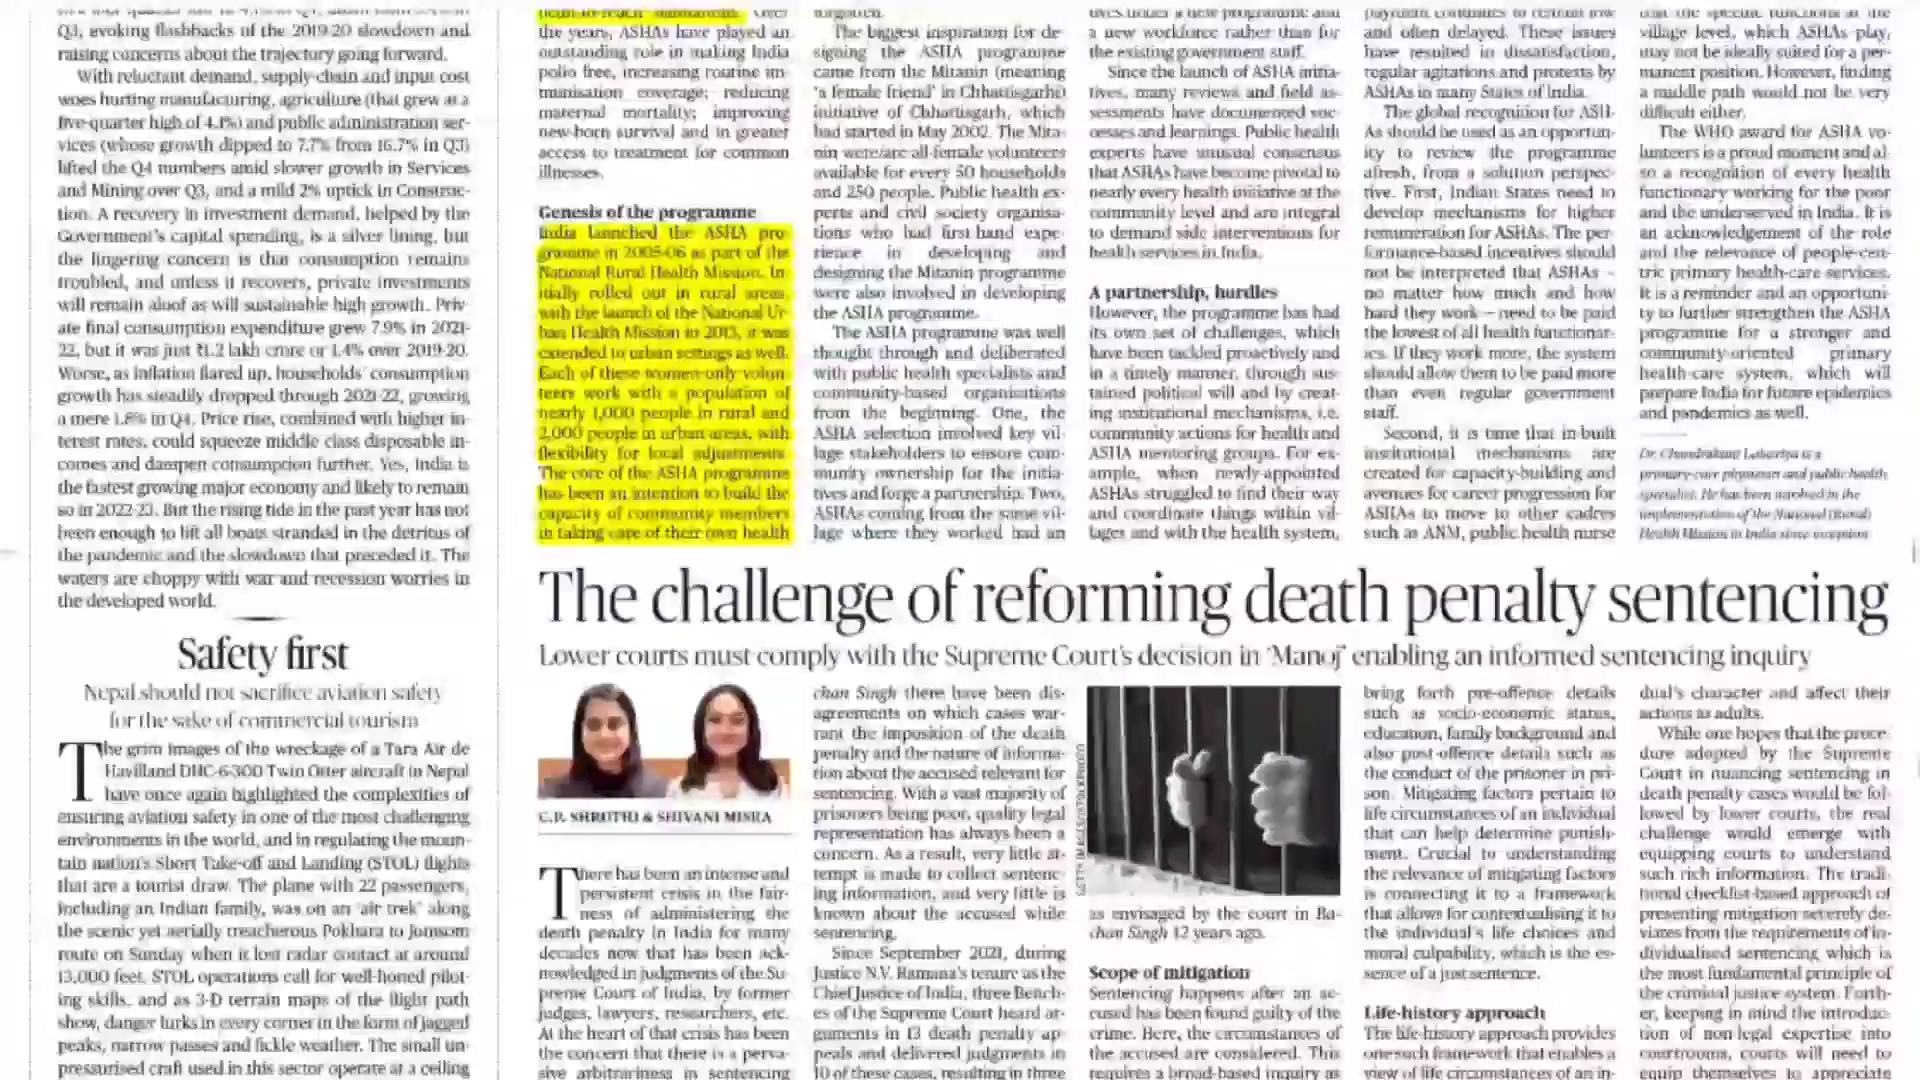 Q3, evoking flashbacks of the 2019-20 slowdown and
raising concerns about the trajectory going forward.
With reluctant demand, supply-chain and input cost
woes hurting manufacturing, agriculture (that grew at a
five-quarter high of 4.1%) and public administration ser-
vices (whose growth dipped to 7.7% from 16.7% in Q3)
lifted the Q4 numbers amid slower growth in Services
and Mining over Q3, and a mild 2% uptick in Construc-
tion. A recovery in investment demand, helped by the
Government's capital spending, is a silver lining, but
the lingering concern is that consumption remains
troubled, and unless it recovers, private investments
will remain aloof as will sustainable high growth. Priv-
ate final consumption expenditure grew 7.9% in 2021-
22, but it was just ₹1.2 lakh crore or 1.4% over 2019-20.
Worse, as inflation flared up, households' consumption
growth has steadily dropped through 2021-22, growing
a mere 1.8% in Q4. Price rise, combined with higher in-
terest rates, could squeeze middle class disposable in-
comes and dampen consumption further. Yes, India is
the fastest growing major economy and likely to remain
so in 2022-23. But the rising tide in the past year has not
been enough to lift all boats stranded in the detritus of
the pandemic and the slowdown that preceded it. The
waters are choppy with war and recession worries in
the developed world.
Safety first
Nepal should not sacrifice aviation safety
for the sake of commercial tourism
The grim images of the wreckage of a Tara Air de
Havilland DHC-6-300 Twin Otter aircraft in Nepal
have once again highlighted the complexities of
ensuring aviation safety in one of the most challenging
environments in the world, and in regulating the moun-
tain nation's Short Take-off and Landing (STOL) flights
that are a tourist draw. The plane with 22 passengers,
including an Indian family, was on an 'air trek' along
the scenic yet aerially treacherous Pokhara to Jomsom
route on Sunday when it lost radar contact at around
13,000 feet. STOL operations call for well-honed pilot-
ing skills, and as 3-D terrain maps of the flight path
show, danger lurks in every corner in the form of jagged
peaks, narrow passes and fickle weather. The small un-
pressurised craft used in this sector operate at a ceiling
the years, ASHAs have played an
outstanding role in making India
polio free, increasing routine im-
munisation coverage; reducing
maternal mortality; improving
new-born survival and in greater
access to treatment for common
illnesses.
Genesis of the programme
India launched the ASHA pro-
gramme in 2005-06 as part of the
National Rural Health Mission. In
itially rolled out in rural areas,
with the launch of the National Ur-
ban Health Mission in 2013, it was
extended to urban settings as well.
Each of these women-only volun-
teers work with a population of
nearly 1,000 people in rural and
2,000 people in urban areas, with
flexibility for local adjustments.
The core of the ASHA programme
has been an intention to build the
capacity of community members
in taking care of their own health
forgotten.
The biggest inspiration for de-
signing the ASHA programme
came from the Mitanin (meaning
'a female friend' in Chhattisgarhi)
initiative of Chhattisgarh, which
had started in May 2002. The Mita-
nin were/are all-female volunteers
available for every 50 households
and 250 people. Public health ex-
perts and civil society organisa-
tions who had first hand expe-
rience in developing and
designing the Mitanin programme
were also involved in developing
the ASHA programme.
The ASHA programme was well
thought through and deliberated
with public health specialists and
community-based organisations
from the beginning. One, the
ASHA selection involved key vil-
lage stakeholders to ensure com-
munity ownership for the initia-
tives and forge a partnership. Two,
ASHAs coming from the same vil-
lage where they worked had an
tives under a new programme and
a new workforce rather than for
the existing government staff.
Since the launch of ASHA initia-
tives, many reviews and field as-
sessments have documented suc-
cesses and learnings. Public health
experts have unusual consensus
that ASHAs have become pivotal to
nearly every health initiative at the
community level and are integral
to demand side interventions for
health services in India.
A partnership, hurdles
However, the programme has had
its own set of challenges, which
have been tackled proactively and
in a timely manner, through sus-
tained political will and by creat-
ing institutional mechanisms, i.e.
community actions for health and
ASHA mentoring groups. For ex-
ample, when newly-appointed
ASHAs struggled to find their way
and coordinate things within vil-
lages and with the health system,
payment continues to remain low
and often delayed. These issues
have resulted in dissatisfaction,
regular agitations and protests by
ASHAs in many States of India.
The global recognition for ASH-
As should be used as an opportun-
ity to review the programme
afresh, from a solution perspec-
tive. First, Indian States need to
develop mechanisms for higher
remuneration for ASHAs. The per-
formance-based incentives should
not be interpreted that ASHAs –
no matter how much and how
hard they work – need to be paid
the lowest of all health functionar-
ies. If they work more, the system
should allow them to be paid more
than even regular government
staff.
Second, it is time that in-built
institutional mechanisms are
created for capacity-building and
avenues for career progression for
ASHAs to move to other cadres
such as ANM, public health nurse
that the specific functions at the
village level, which ASHAs play,
may not be ideally suited for a per-
manent position. However, finding
a middle path would not be very
difficult either.
The WHO award for ASHA vo-
lunteers is a proud moment and al-
so a recognition of every health
functionary working for the poor
and the underserved in India. It is
an acknowledgement of the role
and the relevance of people-cen-
tric primary health-care services.
It is a reminder and an opportuni-
ty to further strengthen the ASHA
programme for a stronger and
community-oriented primary
health-care system, which will
prepare India for future epidemics
and pandemics as well.
Dr. Chandrakant Lahariya is a
primary-care physician and public health
specialist. He has been involved in the
implementation of the National (Rural)
Health Mission in India since inception
The challenge of reforming death penalty sentencing
Lower courts must comply with the Supreme Court's decision in 'Manoj' enabling an informed sentencing inquiry
C.P. SHRUTHI & SHIVANI MISRA
There has been an intense and
persistent crisis in the fair-
ness of administering the
death penalty in India for many
decades now that has been ack-
nowledged in judgments of the Su-
preme Court of India, by former
judges, lawyers, researchers, etc.
At the heart of that crisis has been
the concern that there is a perva-
sive arbitrariness in sentencing
chan Singh there have been dis-
agreements on which cases war-
rant the imposition of the death
penalty and the nature of informa-
tion about the accused relevant for
sentencing. With a vast majority of
prisoners being poor, quality legal
representation has always been a
concern. As a result, very little at-
tempt is made to collect sentenc-
ing information, and very little is
known about the accused while
sentencing.
Since September 2021, during
Justice N.V. Ramana's tenure as the
Chief Justice of India, three Bench-
es of the Supreme Court heard ar-
guments in 13 death penalty ap-
peals and delivered judgments in
10 of these cases, resulting in three
GETTY IMAGES/ISTOCKPHOTO
as envisaged by the court in Ba-
chan Singh 42 years ago.
Scope of mitigation
Sentencing happens after an ac-
cused has been found guilty of the
crime. Here, the circumstances of
the accused are considered. This
requires a broad-based inquiry as
bring forth pre-offence details
such as socio-economic status,
education, family background and
also post-offence details such as
the conduct of the prisoner in pri-
son. Mitigating factors pertain to
life circumstances of an individual
that can help determine punish-
ment. Crucial to understanding
the relevance of mitigating factors
is connecting it to a framework
that allows for contextualising it to
the individual's life choices and
moral culpability, which is the es-
sence of a just sentence.
Life-history approach
The life-history approach provides
one such framework that enables a
view of life circumstances of an in-
dual's character and affect their
actions as adults.
While one hopes that the proce-
dure adopted by the Supreme
Court in nuancing sentencing in
death penalty cases would be fol-
lowed by lower courts, the real
challenge would emerge with
equipping courts to understand
such rich information. The tradi-
tional checklist-based approach of
presenting mitigation severely de-
viates from the requirements of in-
dividualised sentencing which is
the most fundamental principle of
the criminal justice system. Furth-
er, keeping in mind the introduc-
tion of non-legal expertise into
courtrooms, courts will need to
equip themselves to appreciate